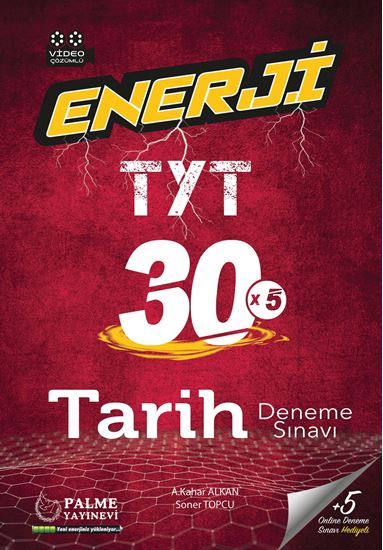 VİDEO
ÇÖZÜMLÜ
ENERJİ
TYT
30
x 5
Tarih
Deneme
Sınavı
A.Kahar ALKAN
Soner TOPCU
PALME
YAYINEVİ
Yeni enerjiniz yükleniyor...
+5
Online Deneme
Sınavı Hediyeli